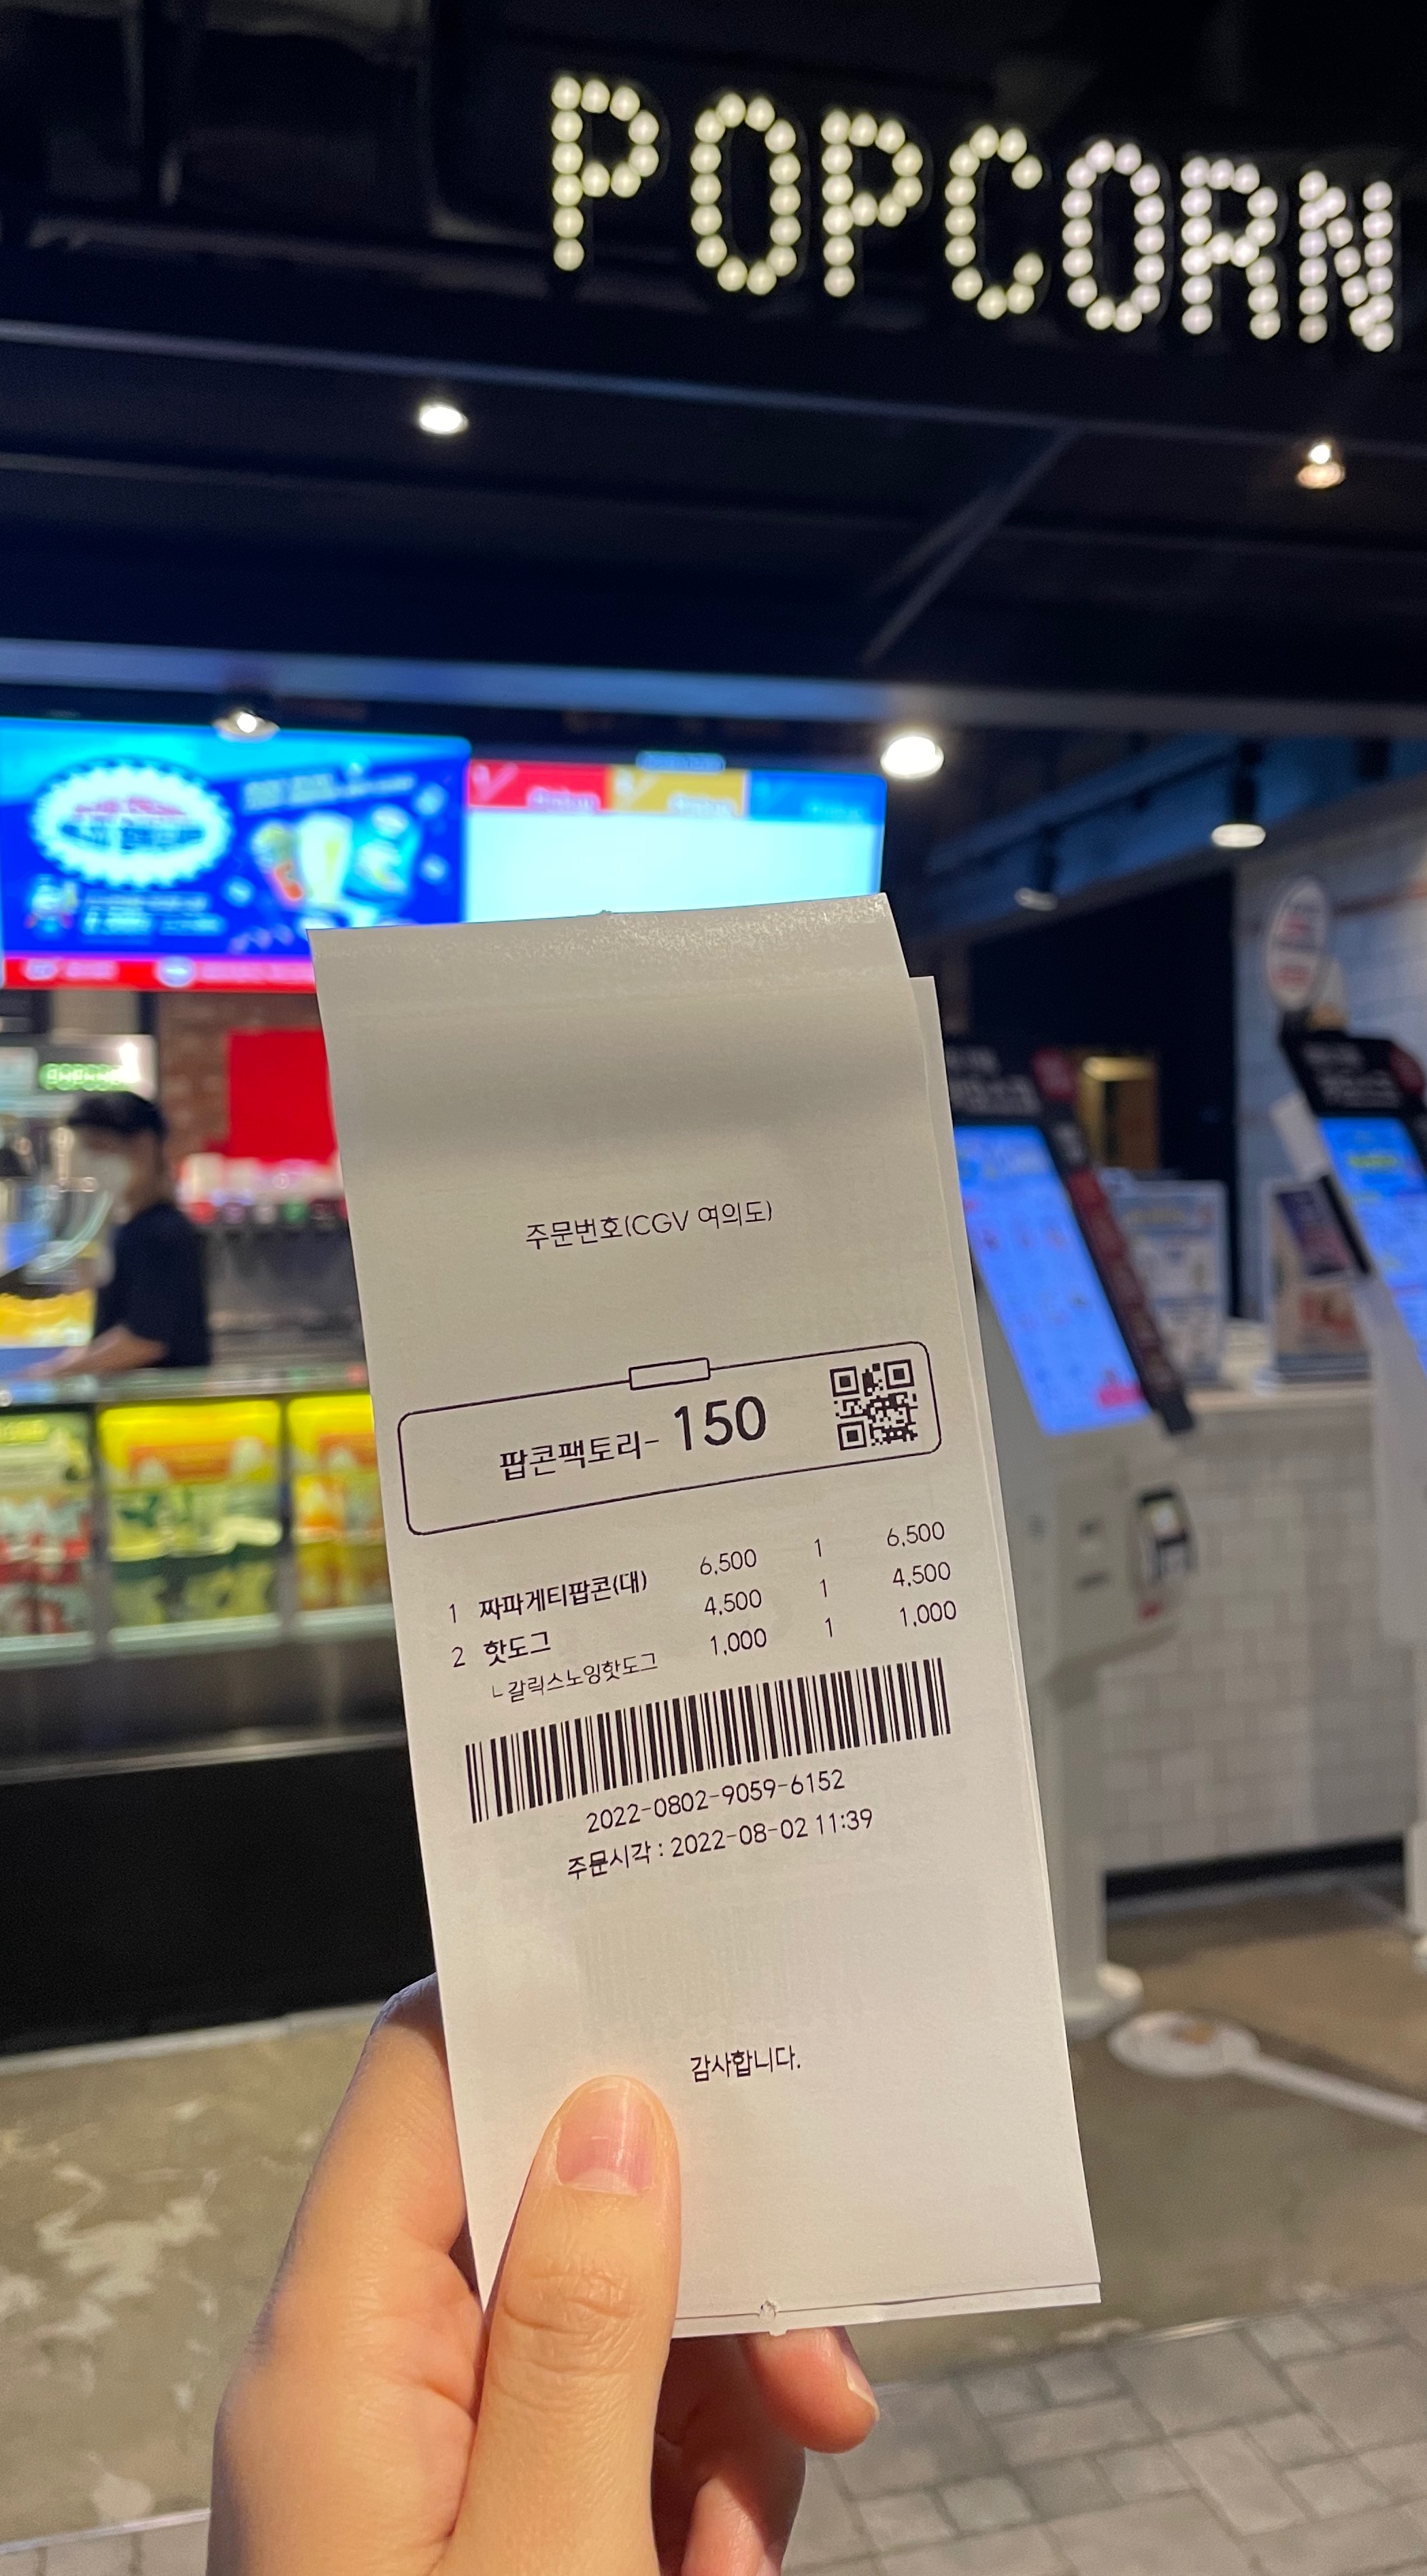 POPCORN
주문번호(CGV 여의도)
팝콘팩토리- 150
1 짜파게티팝콘(대) 6,500 1 6,500
2 핫도그 4,500 1 4,500
ㄴ갈릭스노잉핫도그 1,000 1 1,000
2022-0802-9059-6152
주문시각 : 2022-08-02 11:39
감사합니다.